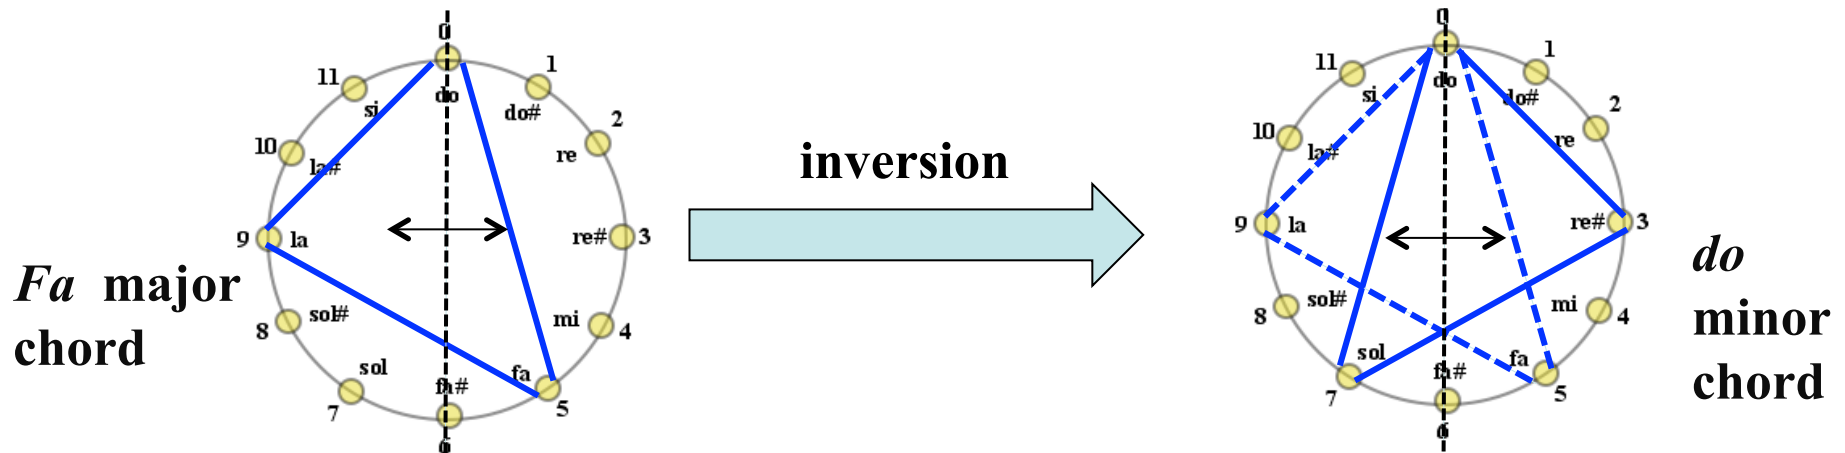 0
11
1
do
si
do#
2
10
re
la#
9
la
re#
3
Fa major
chord
sol#
mi
8
4
sol
fa#
fa
7
5
6
inversion
0
11
1
do
si
do#
2
10
re
la#
9
la
re#
3
do
minor
chord
sol#
mi
8
4
sol
fa#
fa
7
5
6